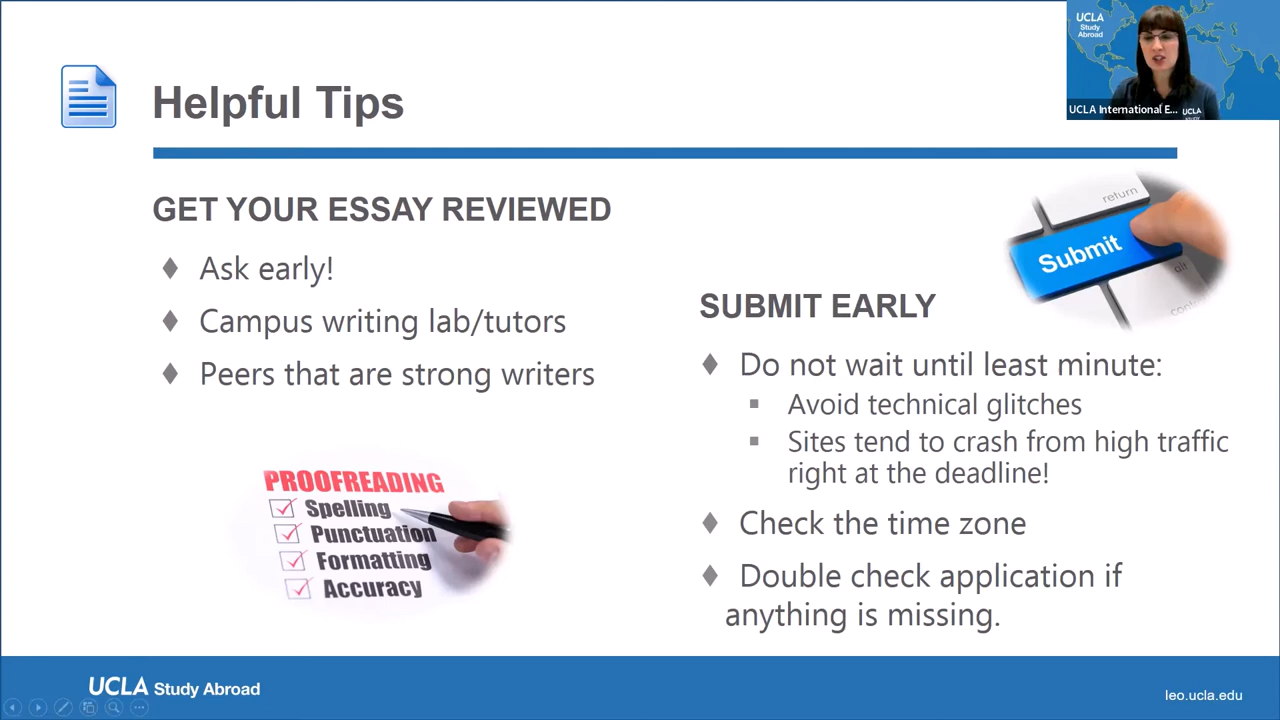 Helpful Tips
UCLA
Study
Abroad
UCLA International E...
UCLA
GET YOUR ESSAY REVIEWED
Ask early!
Campus writing lab/tutors
Peers that are strong writers
PROOFREADING
Spelling
Punctuation
Formatting
Accuracy
return
Submit
alt
SUBMIT EARLY
Do not wait until least minute:
Avoid technical glitches
Sites tend to crash from high traffic
right at the deadline!
Check the time zone
Double check application if
anything is missing.
UCLA Study Abroad
leo.ucla.edu